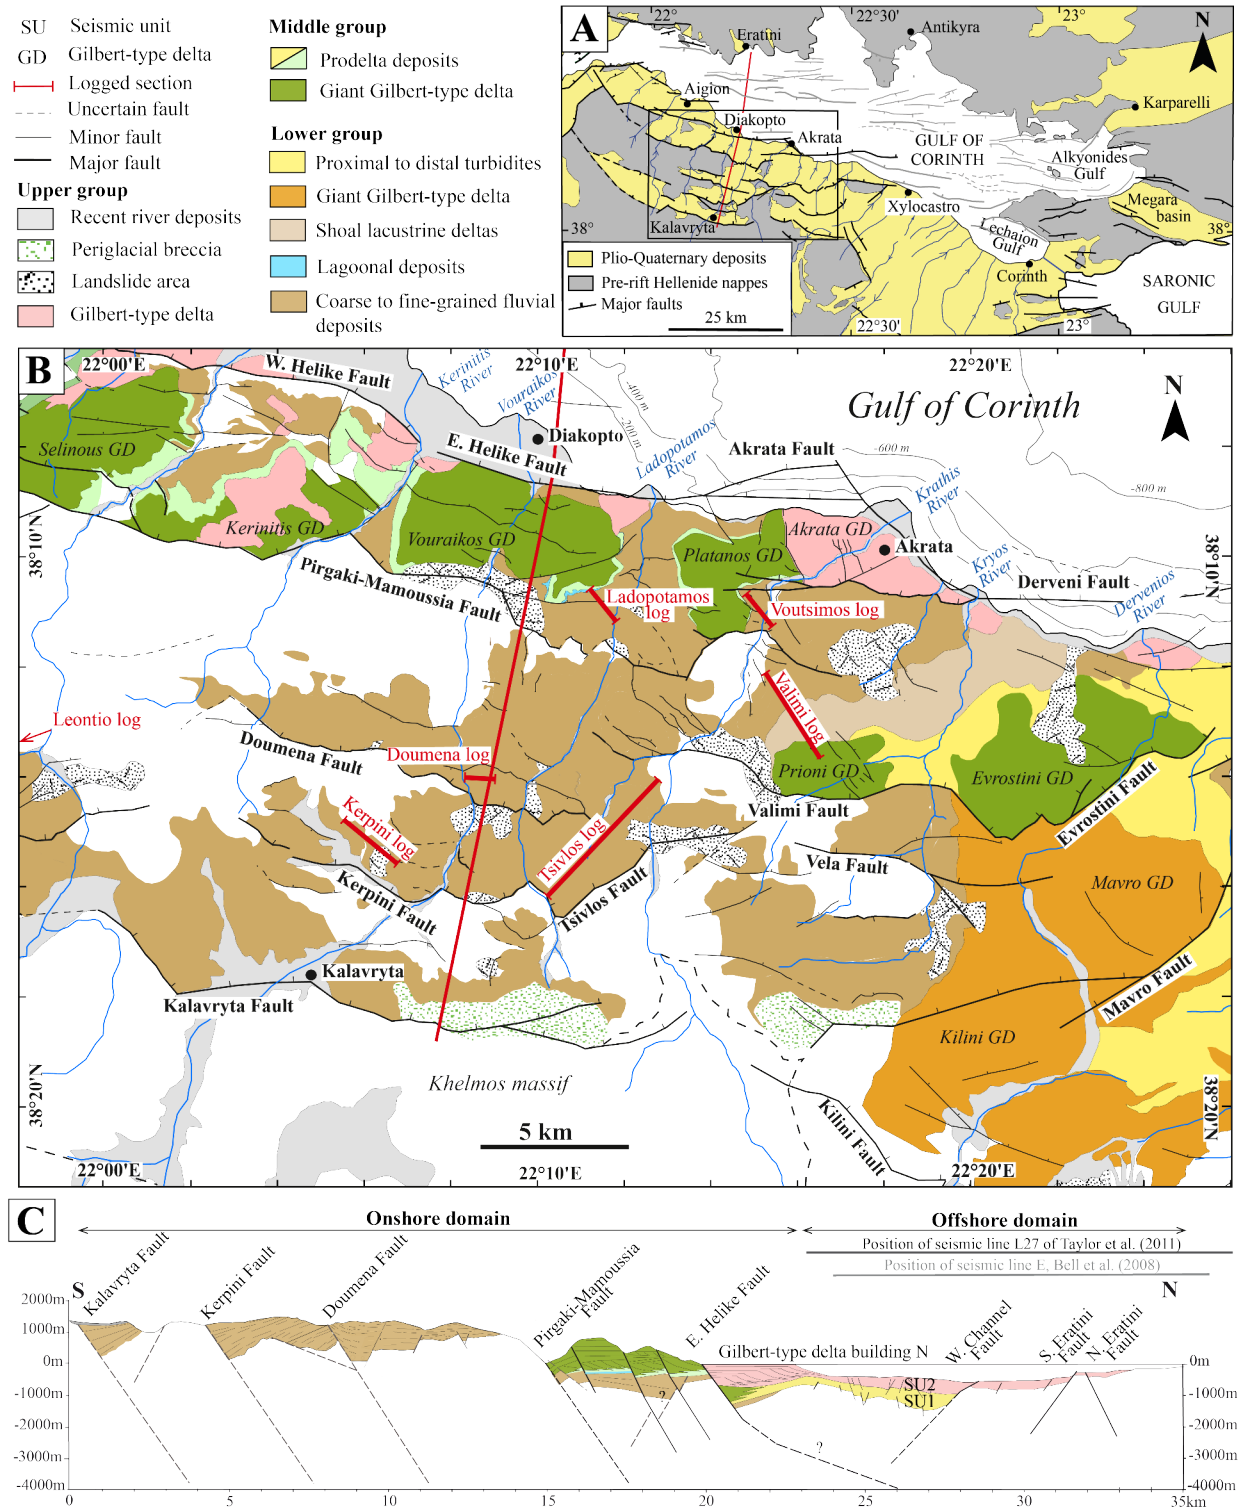 SU Seismic unit
GD Gilbert-type delta
Logged section
Uncertain fault
Minor fault
Major fault
Upper group
Recent river deposits
Periglacial breccia
Landslide area
Gilbert-type delta
Middle group
Prodelta deposits
Giant Gilbert-type delta
Lower group
Proximal to distal turbidites
Giant Gilbert-type delta
Shoal lacustrine deltas
Lagoonal deposits
Coarse to fine-grained fluvial
deposits
A
22°
22°30'
23°
N
Eratini
Antikyra
Aigion
Karparelli
Diakopto
Akrata
GULF OF
CORINTH
Alkyonides
Gulf
Xylocastro
Megara
basin
Kalavryta
38°
38°
Lechaion
Gulf
Corinth
SARONIC
GULF
Plio-Quaternary deposits
Pre-rift Hellenide nappes
Major faults
25 km
22°30'
23°
B
22°00'E
22°10'E
22°20'E
N
W. Helike Fault
Kerinitis
River
Vouraikos
River
-400 m
-200 m
Gulf of Corinth
Selinous GD
Diakopto
E. Helike Fault
Ladopotamos
River
Akrata Fault
-600 m
-800 m
Krathis
River
Kerinitis GD
Vouraikos GD
Platanos GD
Akrata GD
Akrata
Kryos
River
38°10'N
38°10'N
Pirgaki-Mamoussia Fault
Derveni Fault
Dervenios
River
Ladopotamos
log
Voutsimos log
Leontio log
Valimi log
Doumena Fault
Doumena log
Prioni GD
Evrostini GD
Kerpini log
Tsivlos log
Valimi Fault
Evrostini Fault
Kerpini Fault
Tsivlos Fault
Vela Fault
Mavro GD
Kalavryta
Kalavryta Fault
Mavro Fault
Kilini GD
Khelmos massif
Kilini Fault
38°20'N
38°20'N
5 km
22°00'E
22°10'E
22°20'E
C
Onshore domain
Offshore domain
Position of seismic line L27 of Taylor et al. (2011)
Position of seismic line E, Bell et al. (2008)
S
N
Kalavryta Fault
Kerpini Fault
Doumena Fault
Pirgaki-Mamoussia
Fault
E. Helike Fault
Gilbert-type delta building N
W. Channel
Fault
S. Eratini
Fault
N. Eratini
Fault
2000m
1000m
0m
-1000m
-2000m
-3000m
-4000m
SU2
SU1
?
?
0m
-1000m
-2000m
-3000m
-4000m
0 5 10 15 20 25 30 35km